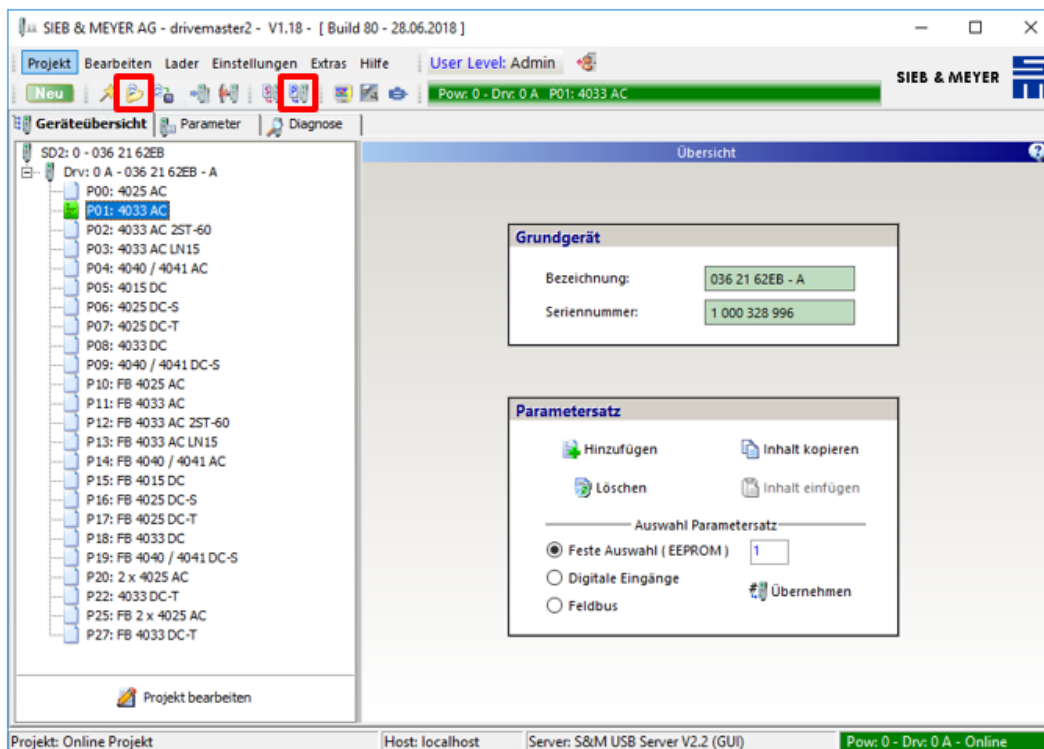 SIEB & MEYER AG - drivemaster2 - V1.18 - [ Build 80 - 28.06.2018 ]
Projekt Bearbeiten Lader Einstellungen Extras Hilfe User Level: Admin
SIEB & MEYER
Neu Pow: 0 - Drv: 0 A P01: 4033 AC
Geräteübersicht Parameter Diagnose
Übersicht
SD2: 0 - 036 21 62EB
Drv: 0 A - 036 21 62EB - A
P00: 4025 AC
P01: 4033 AC
P02: 4033 AC 2ST-60
P03: 4033 AC LN15
P04: 4040 / 4041 AC
P05: 4015 DC
P06: 4025 DC-S
P07: 4025 DC-T
P08: 4033 DC
P09: 4040 / 4041 DC-S
P10: FB 4025 AC
P11: FB 4033 AC
P12: FB 4033 AC 2ST-60
P13: FB 4033 AC LN15
P14: FB 4040 / 4041 AC
P15: FB 4015 DC
P16: FB 4025 DC-S
P17: FB 4025 DC-T
P18: FB 4033 DC
P19: FB 4040 / 4041 DC-S
P20: 2 x 4025 AC
P22: 4033 DC-T
P25: FB 2 x 4025 AC
P27: FB 4033 DC-T
Projekt bearbeiten
Grundgerät
Bezeichnung: 036 21 62EB - A
Seriennummer: 1 000 328 996
Parametersatz
Hinzufügen Inhalt kopieren
Löschen Inhalt einfügen
Auswahl Parametersatz
Feste Auswahl ( EEPROM ) 1
Digitale Eingänge
Übernehmen
Feldbus
Projekt: Online Projekt Host: localhost Server: S&M USB Server V2.2 (GUI) Pow: 0 - Drv: 0 A - Online